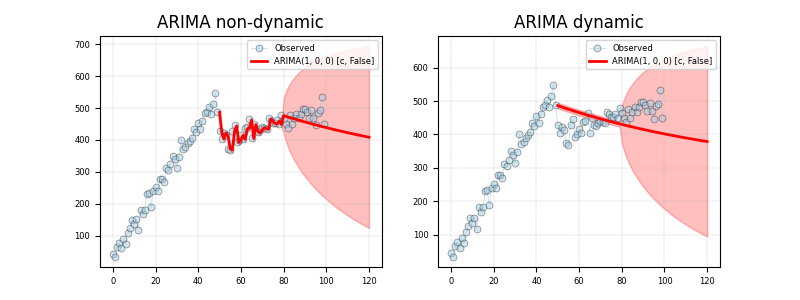 ARIMA non-dynamic
Observed
ARIMA(1, 0, 0) [c, False]
700
600
500
400
300
200
100
0 20 40 60 80 100 120
ARIMA dynamic
Observed
ARIMA(1, 0, 0) [c, False]
600
500
400
300
200
100
0 20 40 60 80 100 120